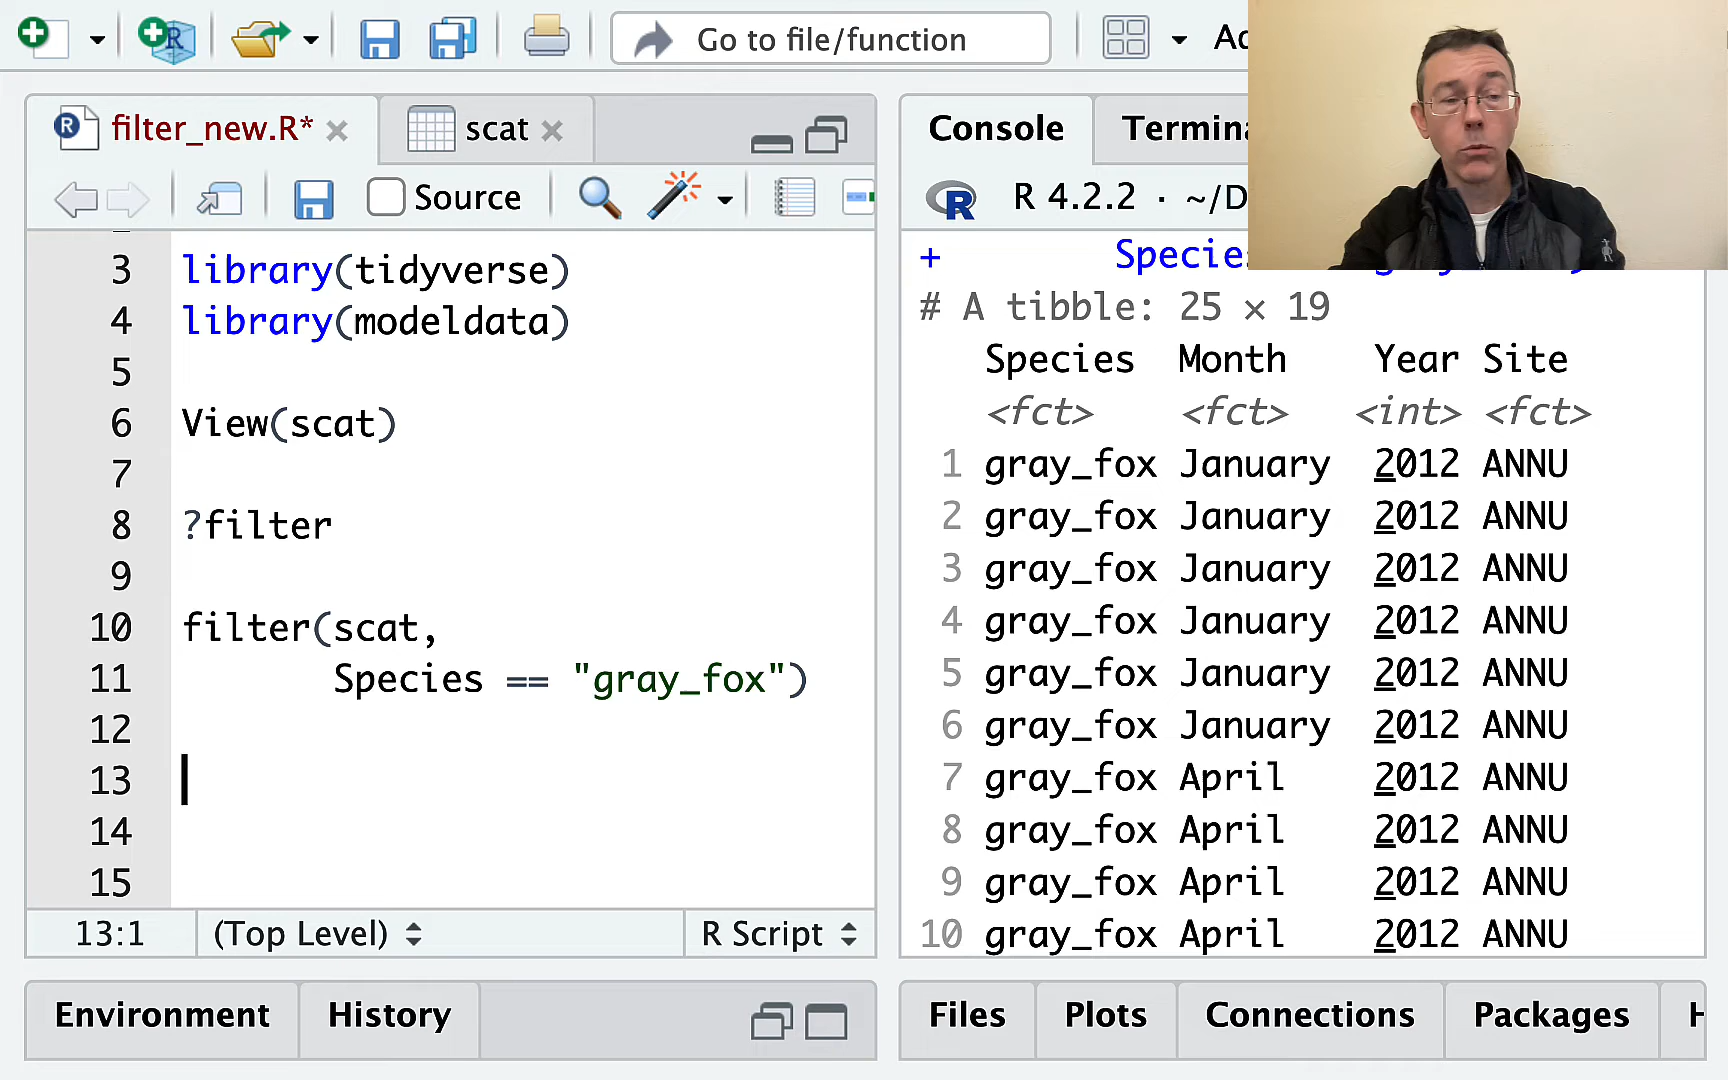 Go to file/function
filter_new.R*
scat
Source
3 library(tidyverse)
4 library(modeldata)
5
6 View(scat)
7
8 ?filter
9
10 filter(scat,
11 Species == "gray_fox")
12
13
14
15
13:1 (Top Level) R Script
Environment History
Console
R 4.2.2 · ~/D
+
# A tibble: 25 × 19
Species Month Year Site
<fct> <fct> <int> <fct>
1 gray_fox January 2012 ANNU
2 gray_fox January 2012 ANNU
3 gray_fox January 2012 ANNU
4 gray_fox January 2012 ANNU
5 gray_fox January 2012 ANNU
6 gray_fox January 2012 ANNU
7 gray_fox April 2012 ANNU
8 gray_fox April 2012 ANNU
9 gray_fox April 2012 ANNU
10 gray_fox April 2012 ANNU
Files Plots Connections Packages